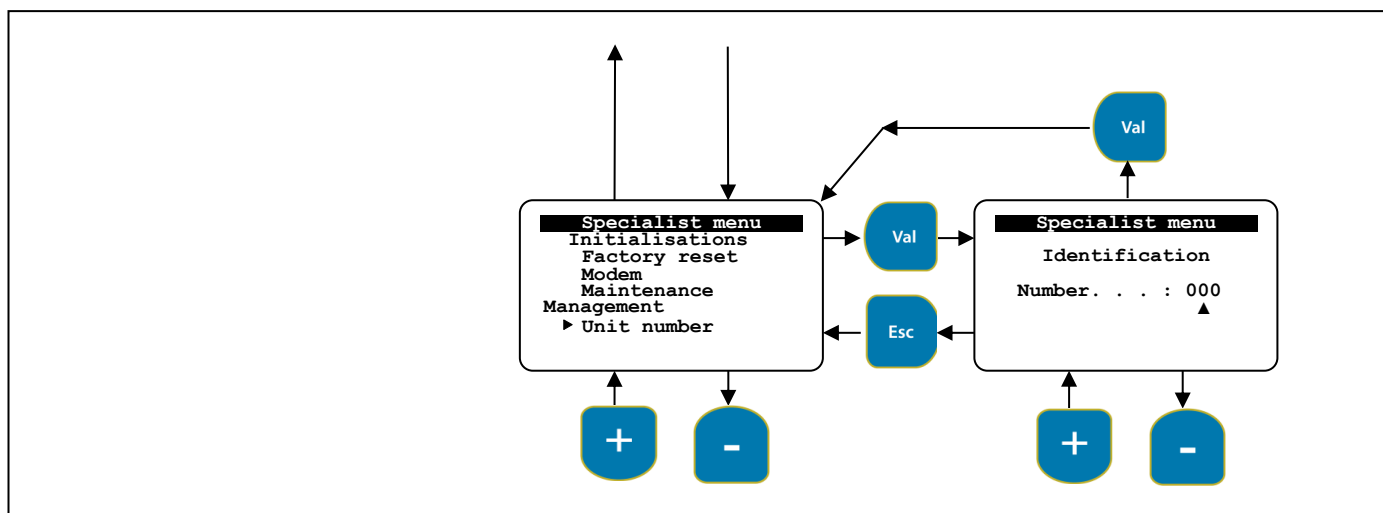 Val
Specialist menu
Initialisations
Factory reset
Modem
Maintenance
Management
▶ Unit number
Val
Esc
Specialist menu
Identification
Number. . . : 000
▲
+
-
+
-